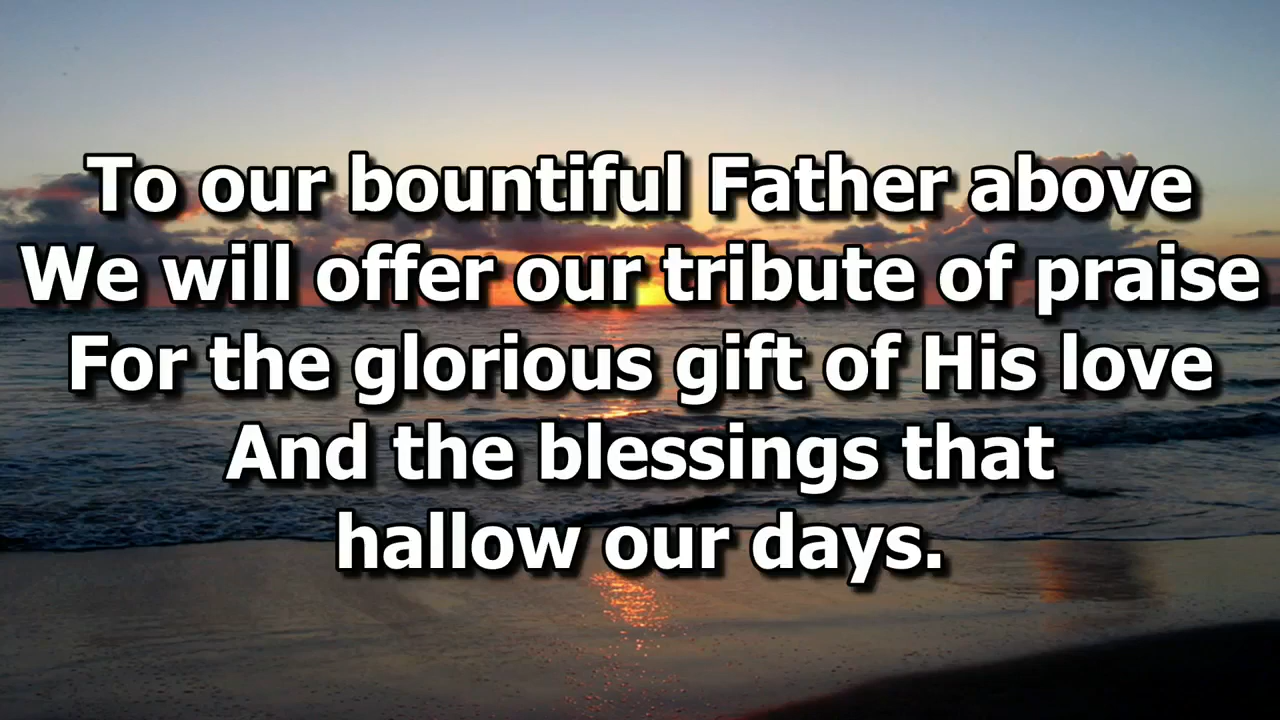 To our bountiful Father above
We will offer our tribute of praise
For the glorious gift of His love
And the blessings that
hallow our days.